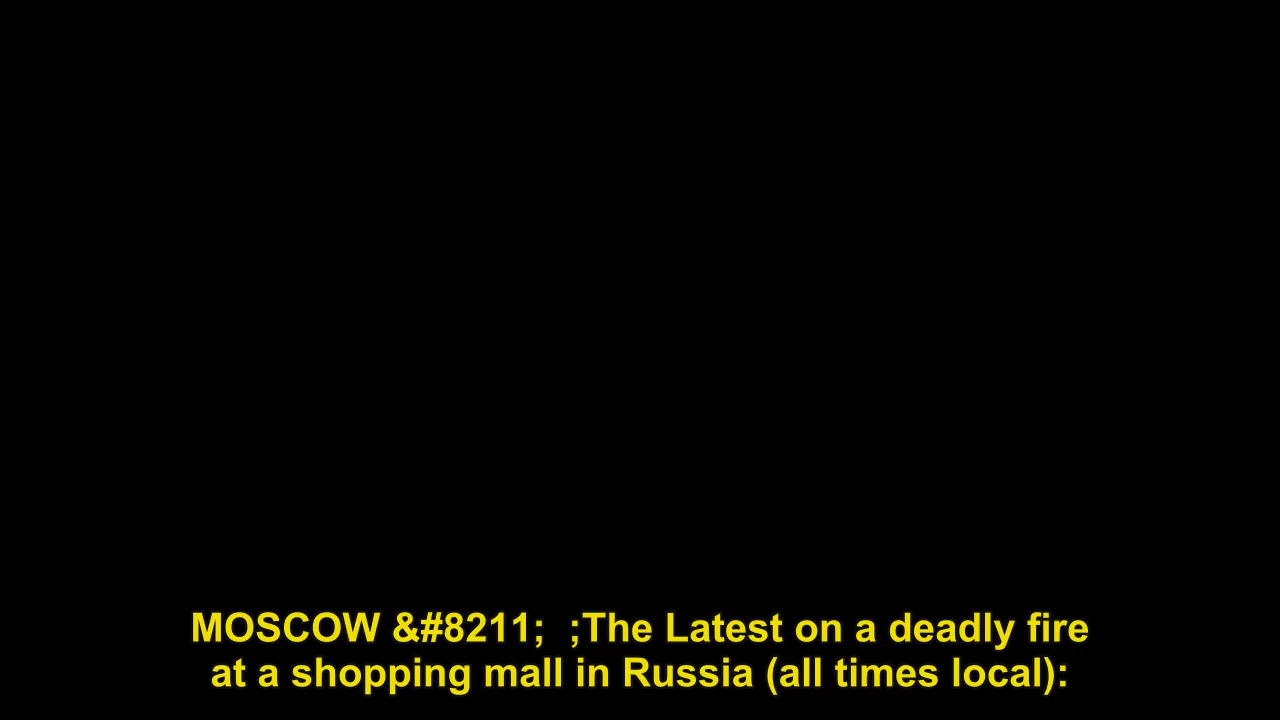 MOSCOW &#8211;  ;The Latest on a deadly fire
at a shopping mall in Russia (all times local):